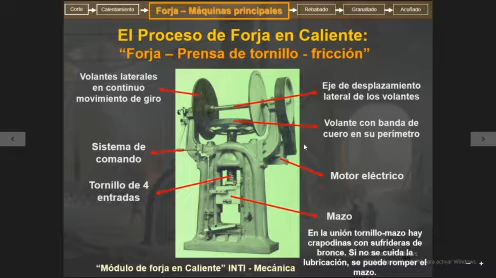 Corte
Calentamiento
Forja – Máquinas principales
Rebabado
Granallado
Acuñado
El Proceso de Forja en Caliente:
“Forja – Prensa de tornillo - fricción”
Volantes laterales
en continuo
movimiento de giro
Eje de desplazamiento
lateral de los volantes
Volante con banda de
cuero en su perímetro
Sistema de
comando
Motor eléctrico
Tornillo de 4
entradas
Mazo
En la unión tornillo-mazo hay
crapodinas con sufrideras de
bronce. Si no se cuida la
lubricación, se puede romper el
mazo.
“Módulo de forja en Caliente” INTI - Mecánica